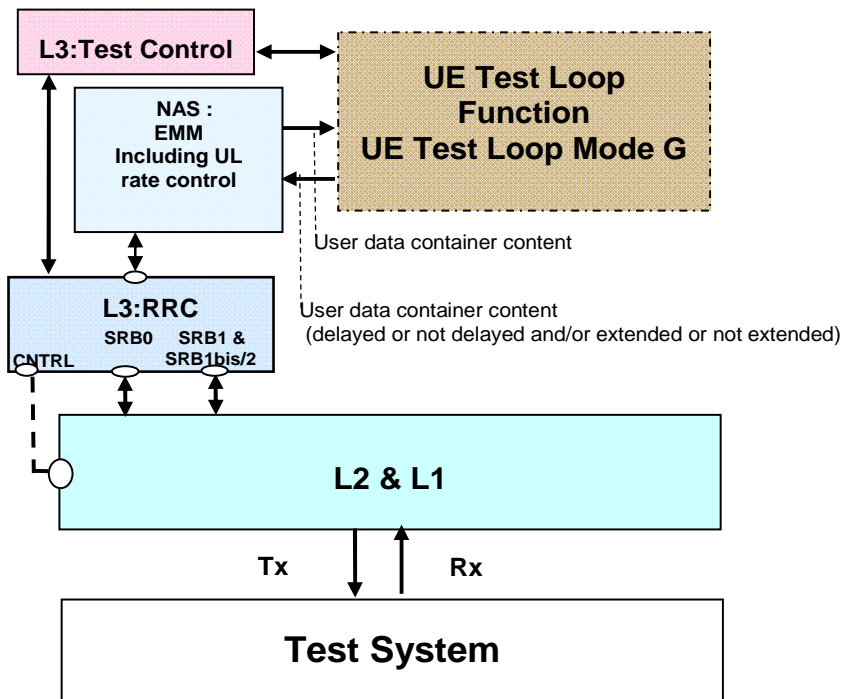 L3:Test Control
UE Test Loop
Function
UE Test Loop Mode G
NAS :
EMM
Including UL
rate control
User data container content
User data container content
(delayed or not delayed and/or extended or not extended)
L3:RRC
SRB0
SRB1 &
SRB1bis/2
CNTRL
L2 & L1
Tx
Rx
Test System